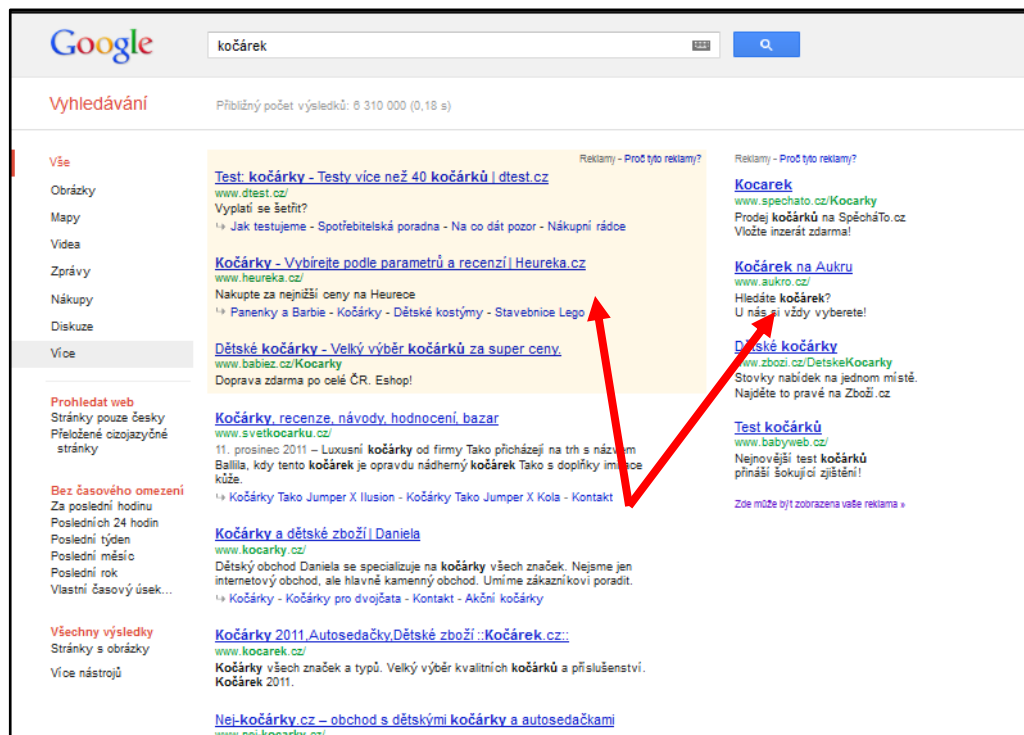 Google
kočárek
Vyhledávání
Přibližný počet výsledků: 6 310 000 (0,18 s)
Vše
Obrázky
Mapy
Videa
Zprávy
Nákupy
Diskuze
Více
Prohledat web
Stránky pouze česky
Přeložené cizojazyčné
stránky
Bez časového omezení
Za poslední hodinu
Posledních 24 hodin
Poslední týden
Poslední měsíc
Poslední rok
Vlastní časový úsek...
Všechny výsledky
Stránky s obrázky
Více nástrojů
Reklamy - Proč tyto reklamy?
Test: kočárky - Testy více než 40 kočárků | dtest.cz
www.dtest.cz/
Vyplatí se šetřit?
Jak testujeme - Spotřebitelská poradna - Na co dát pozor - Nákupní rádce
Kočárky - Vybírejte podle parametrů a recenzí | Heureka.cz
www.heureka.cz/
Nakupte za nejnižší ceny na Heurece
Panenky a Barbie - Kočárky - Dětské kostýmy - Stavebnice Lego
Dětské kočárky - Velký výběr kočárků za super ceny.
www.babiez.cz/Kocarky
Doprava zdarma po celé ČR. Eshop!
Kočárky, recenze, návody, hodnocení, bazar
www.svetkocarku.cz/
11. prosinec 2011 – Luxusní kočárky od firmy Tako přicházejí na trh s názvem
Ballila, kdy tento kočárek je opravdu nádherný kočárek Tako s doplňky imitace
kůže.
Kočárky Tako Jumper X Ilusion - Kočárky Tako Jumper X Kola - Kontakt
Kočárky a dětské zboží | Daniela
www.kocarky.cz/
Dětský obchod Daniela se specializuje na kočárky všech značek. Nejsme jen
internetový obchod, ale hlavně kamenný obchod. Umíme zákazníkovi poradit.
Kočárky - Kočárky pro dvojčata - Kontakt - Akční kočárky
Kočárky 2011,Autosedačky,Dětské zboží ::Kočárek.cz::
www.kocarek.cz/
Kočárky všech značek a typů. Velký výběr kvalitních kočárků a příslušenství.
Kočárek 2011.
Nej-kočárky.cz – obchod s dětskými kočárky a autosedačkami
www.nej-kocarky.cz/
Reklamy - Proč tyto reklamy?
Kocarek
www.spechato.cz/Kocarky
Prodej kočárků na SpěcháTo.cz
Vložte inzerát zdarma!
Kočárek na Aukru
www.aukro.cz/
Hledáte kočárek?
U nás si vždy vyberete!
Dětské kočárky
www.zbozi.cz/DetskeKocarky
Stovky nabídek na jednom místě.
Najděte to pravé na Zboží.cz
Test kočárků
www.babyweb.cz/
Nejnovější test kočárků
přináší šokující zjištění!
Zde může být zobrazena vaše reklama »